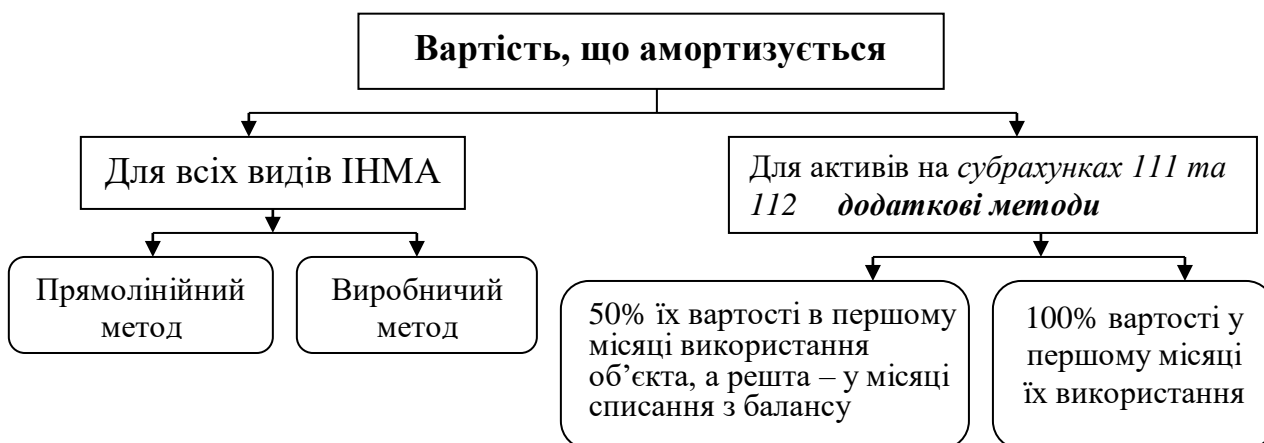 Вартість, що амортизується
Для всіх видів ІНМА
Для активів на субрахунках 111 та
112 додаткові методи
Прямолінійний
метод
Виробничий
метод
50% їх вартості в першому
місяці використання
об’єкта, а решта – у місяці
списання з балансу
100% вартості у
першому місяці
їх використання